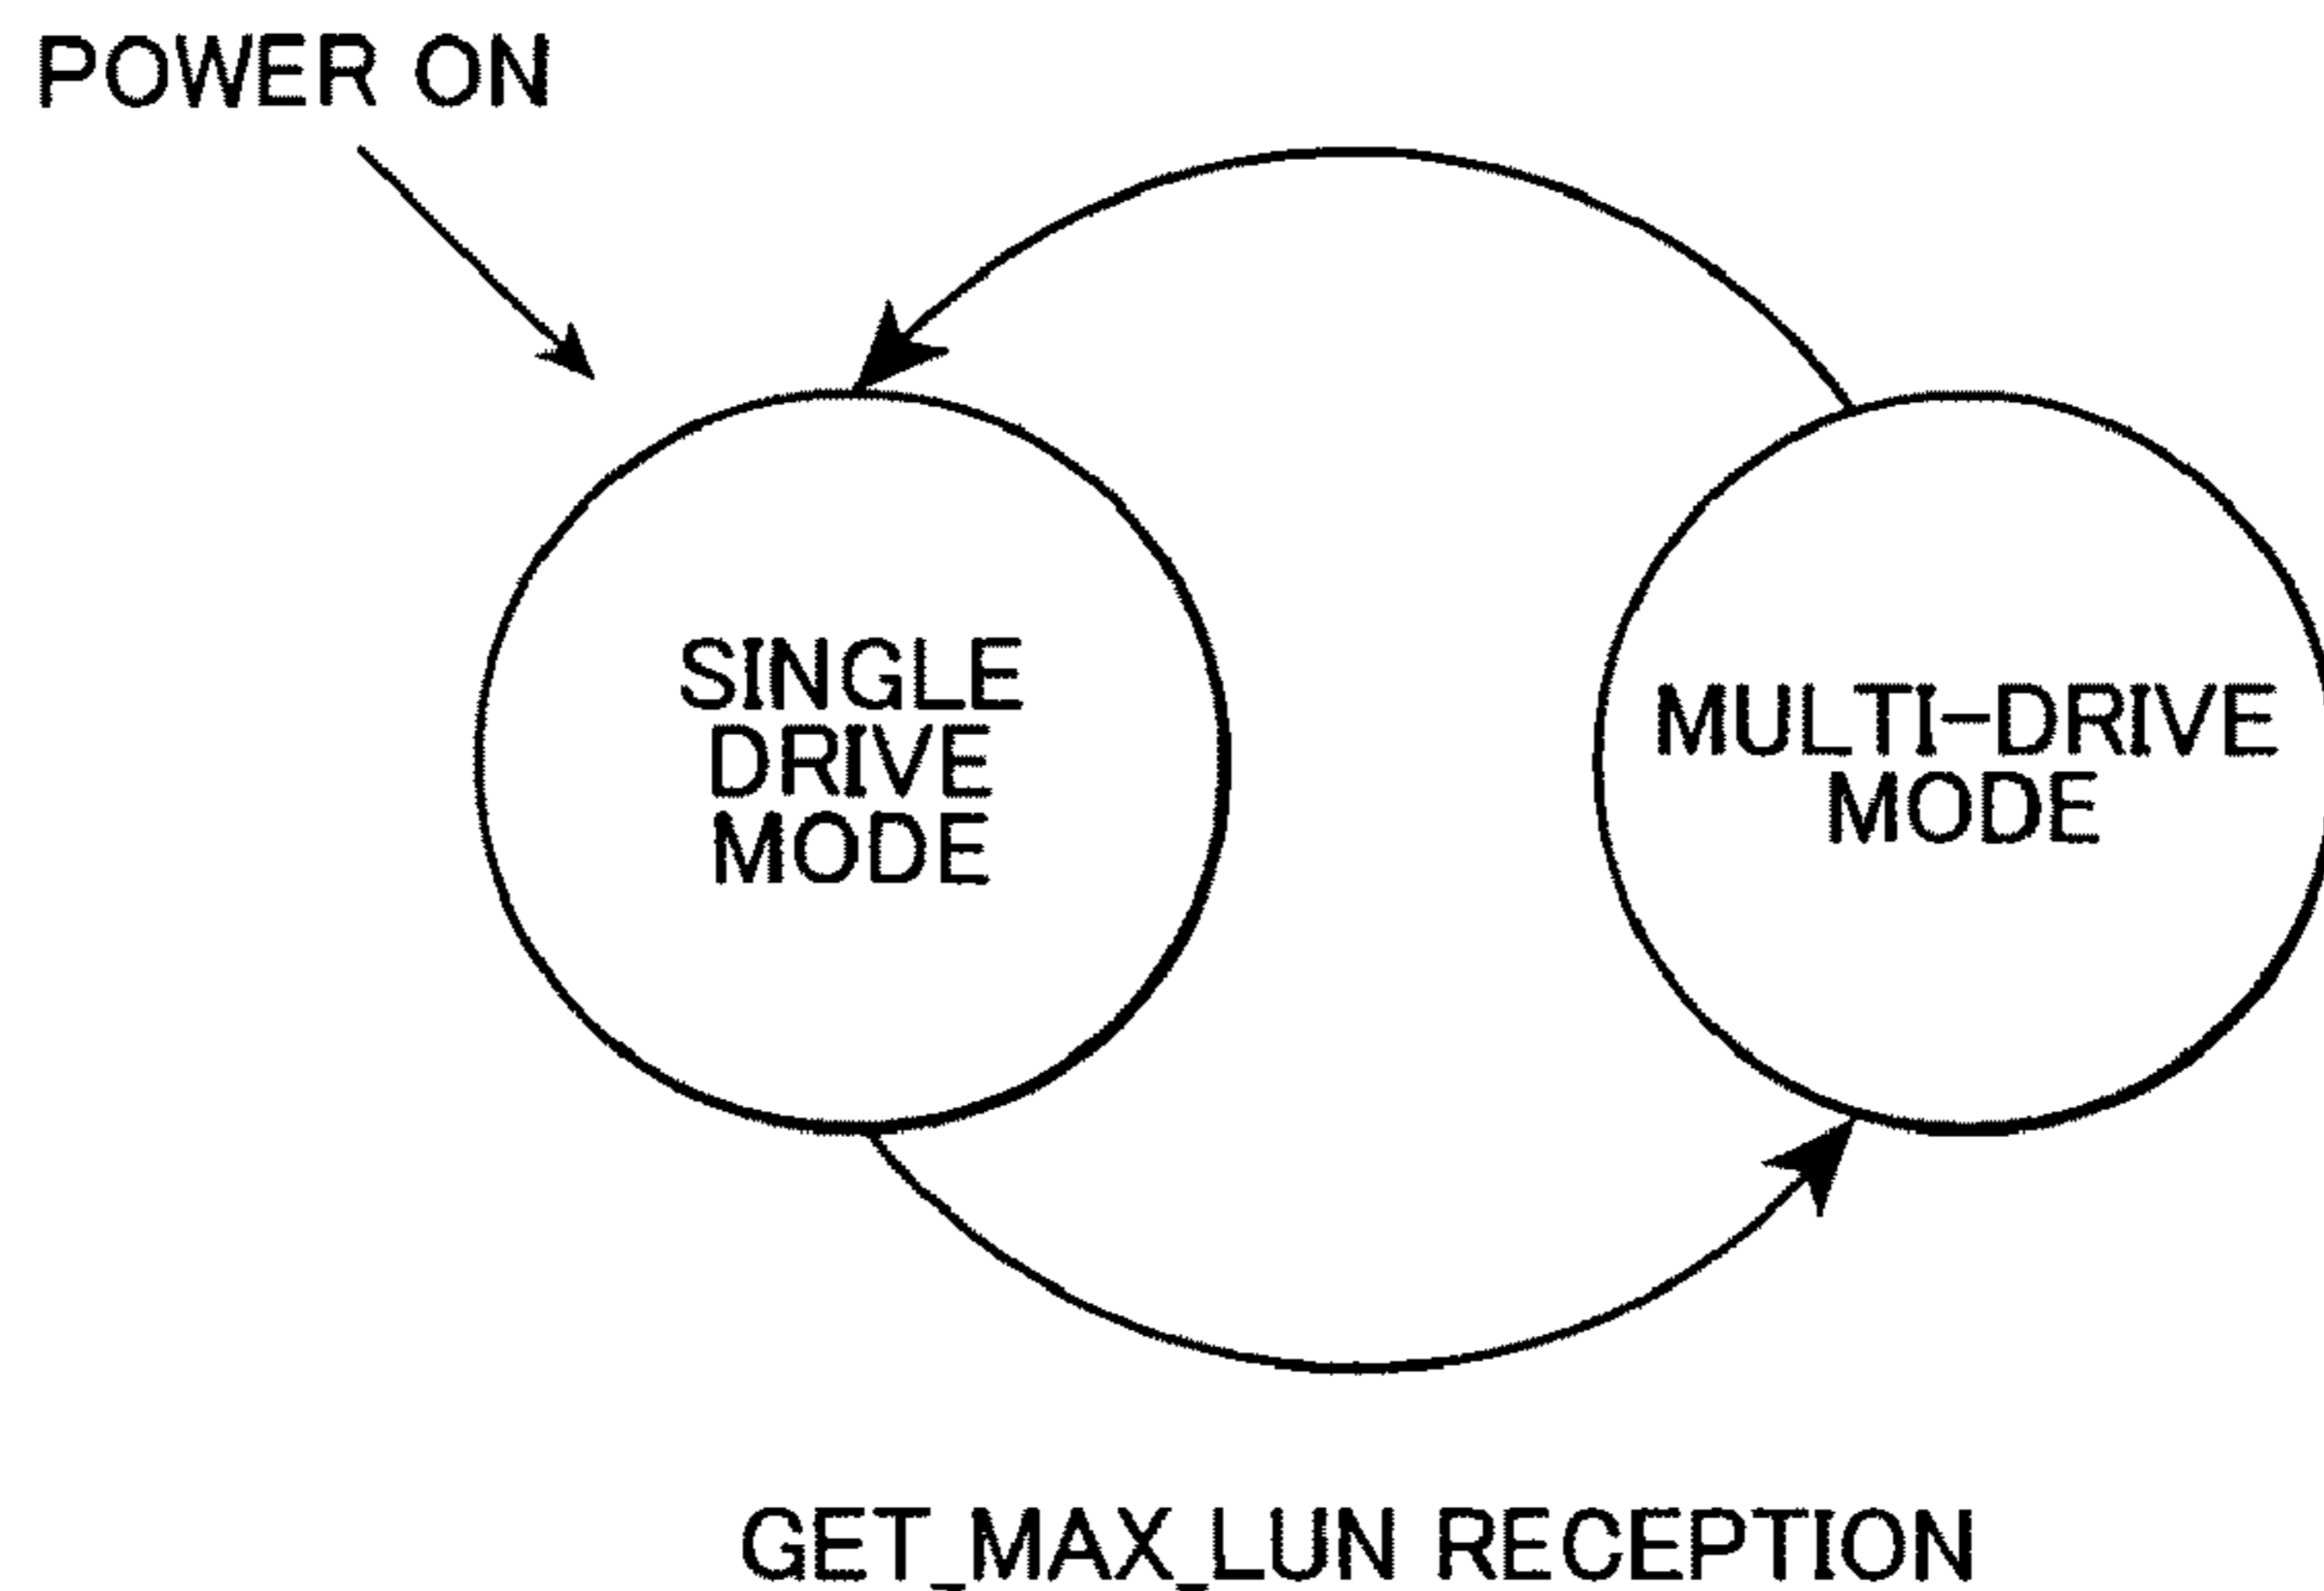 POWER ON
SINGLE
DRIVE
MODE
MULTI-DRIVE
MODE
GET_MAX_LUN RECEPTION